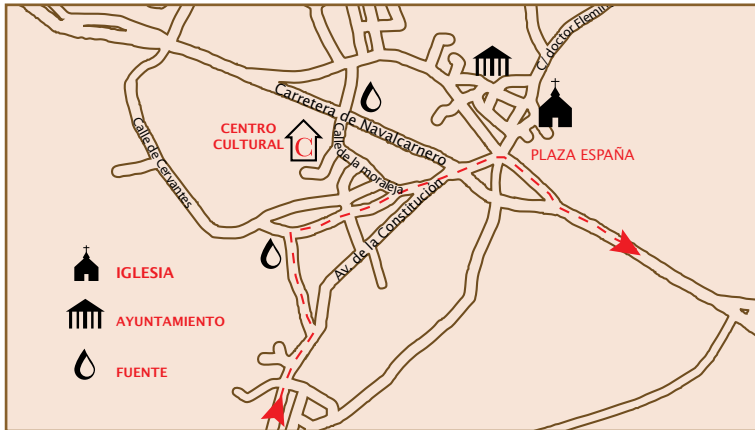 C/ doctor Flemin
Carretera de Navalcarnero
CENTRO
CULTURAL
C
Calle de la moraleja
PLAZA ESPAÑA
Calle de Cervantes
Av. de la Constitución
IGLESIA
AYUNTAMIENTO
FUENTE